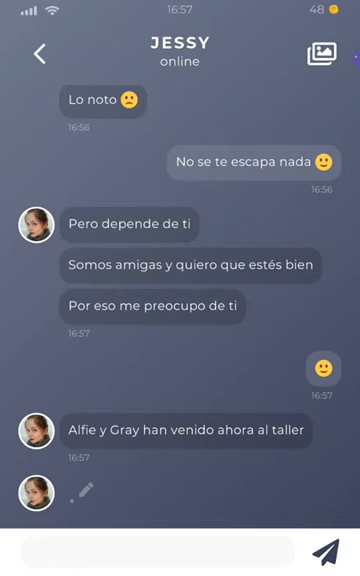 16:57
48
JESSY
online
Lo noto 🙁
16:56
No se te escapa nada 🙂
16:56
Pero depende de ti
Somos amigas y quiero que estés bien
Por eso me preocupo de ti
16:57
🙂
16:57
Alfie y Gray han venido ahora al taller
16:57